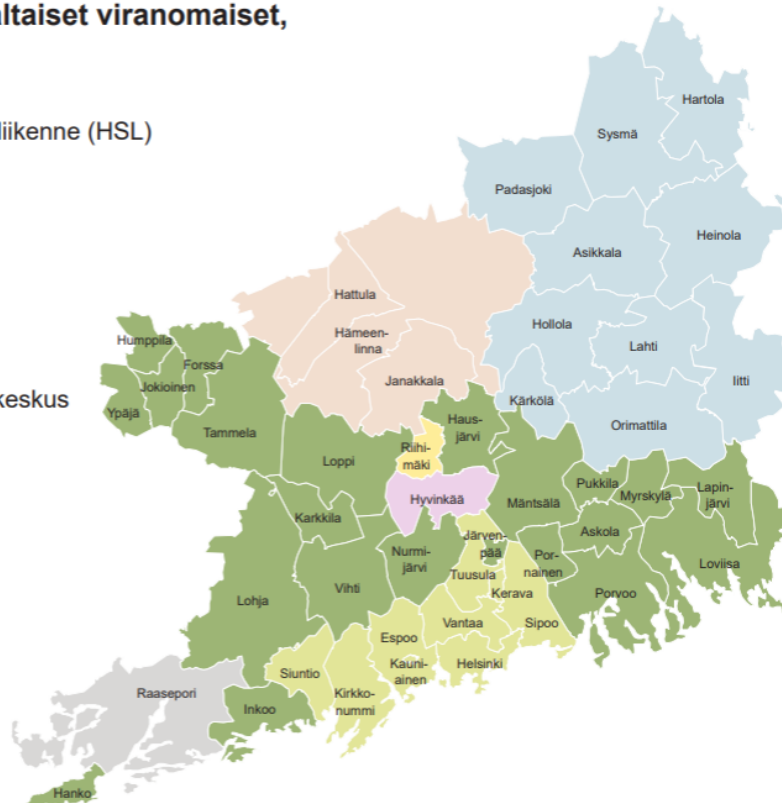 altaiset viranomaiset,
liikenne (HSL)
keskus
Hartola
Sysmä
Padasjoki
Heinola
Asikkala
Hattula
Hollola
Humppila
Hämeen-
linna
Lahti
Forssa
Janakkala
Iitti
Jokioinen
Kärkölä
Ypäjä
Orimattila
Tammela
Haus-
järvi
Riihi-
mäki
Loppi
Pukkila
Lapin-
järvi
Myrskylä
Hyvinkää
Mäntsälä
Karkkila
Askola
Järven-
pää
Nurmi-
järvi
Por-
nainen
Loviisa
Tuusula
Vihti
Kerava
Porvoo
Lohja
Vantaa
Sipoo
Espoo
Helsinki
Kauni-
ainen
Siuntio
Raasepori
Kirkko-
nummi
Inkoo
Hanko